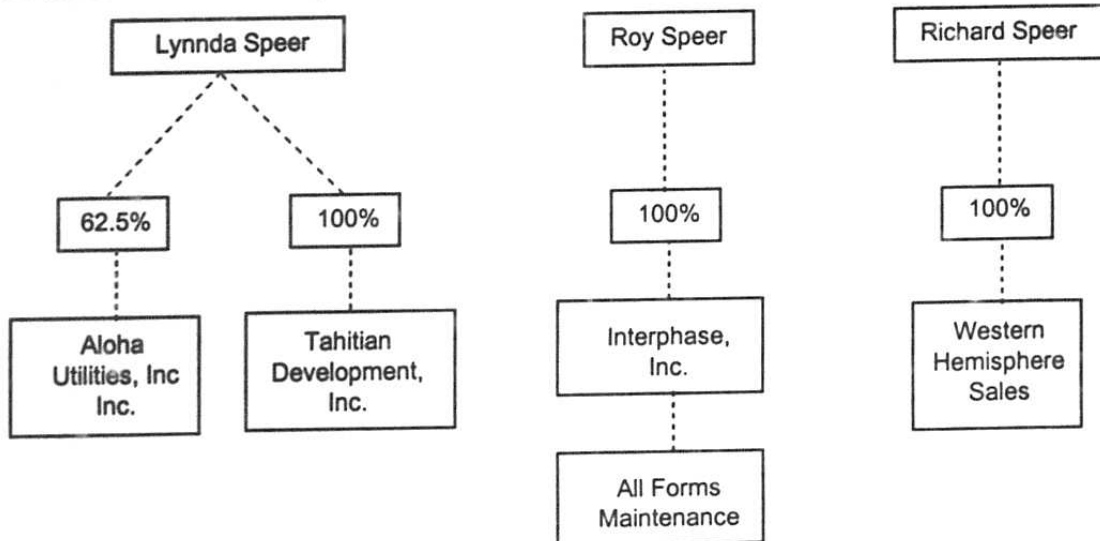 Lynnda Speer
Roy Speer
Richard Speer
62.5%
100%
100%
100%
Aloha
Utilities, Inc
Inc.
Tahitian
Development,
Inc.
Interphase,
Inc.
Western
Hemisphere
Sales
All Forms
Maintenance